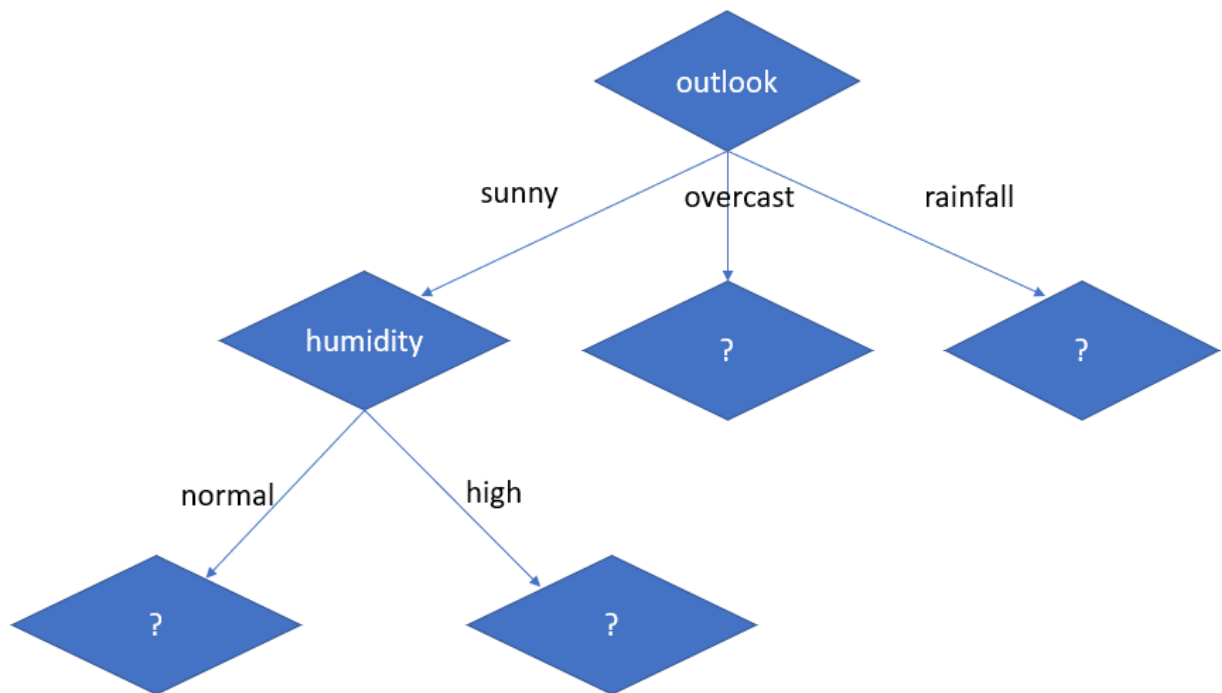 outlook
sunny
overcast
rainfall
humidity
?
?
normal
high
?
?